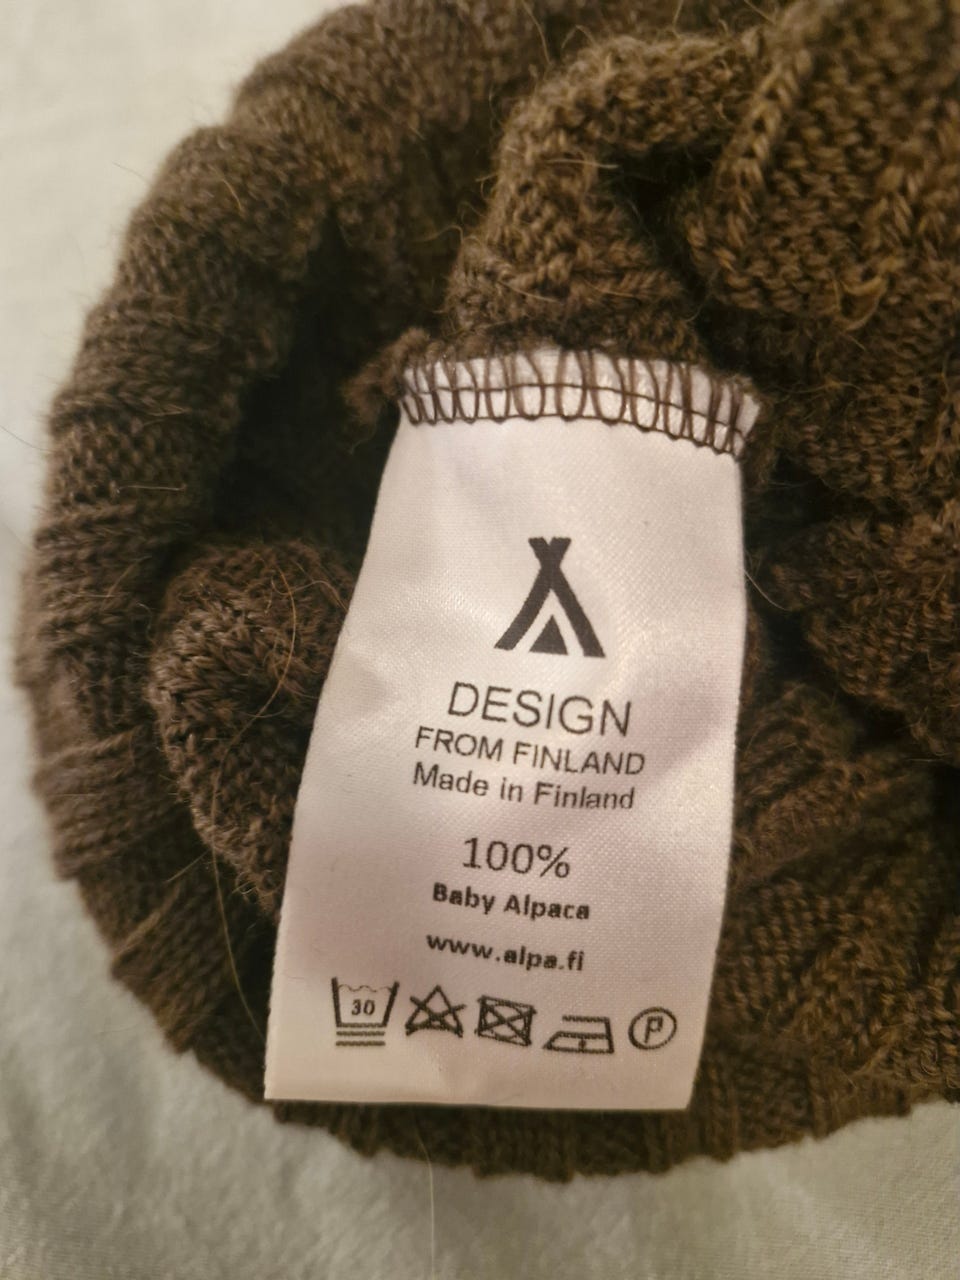 DESIGN
FROM FINLAND
Made in Finland
100%
Baby Alpaca
www.alpa.fi
30
P